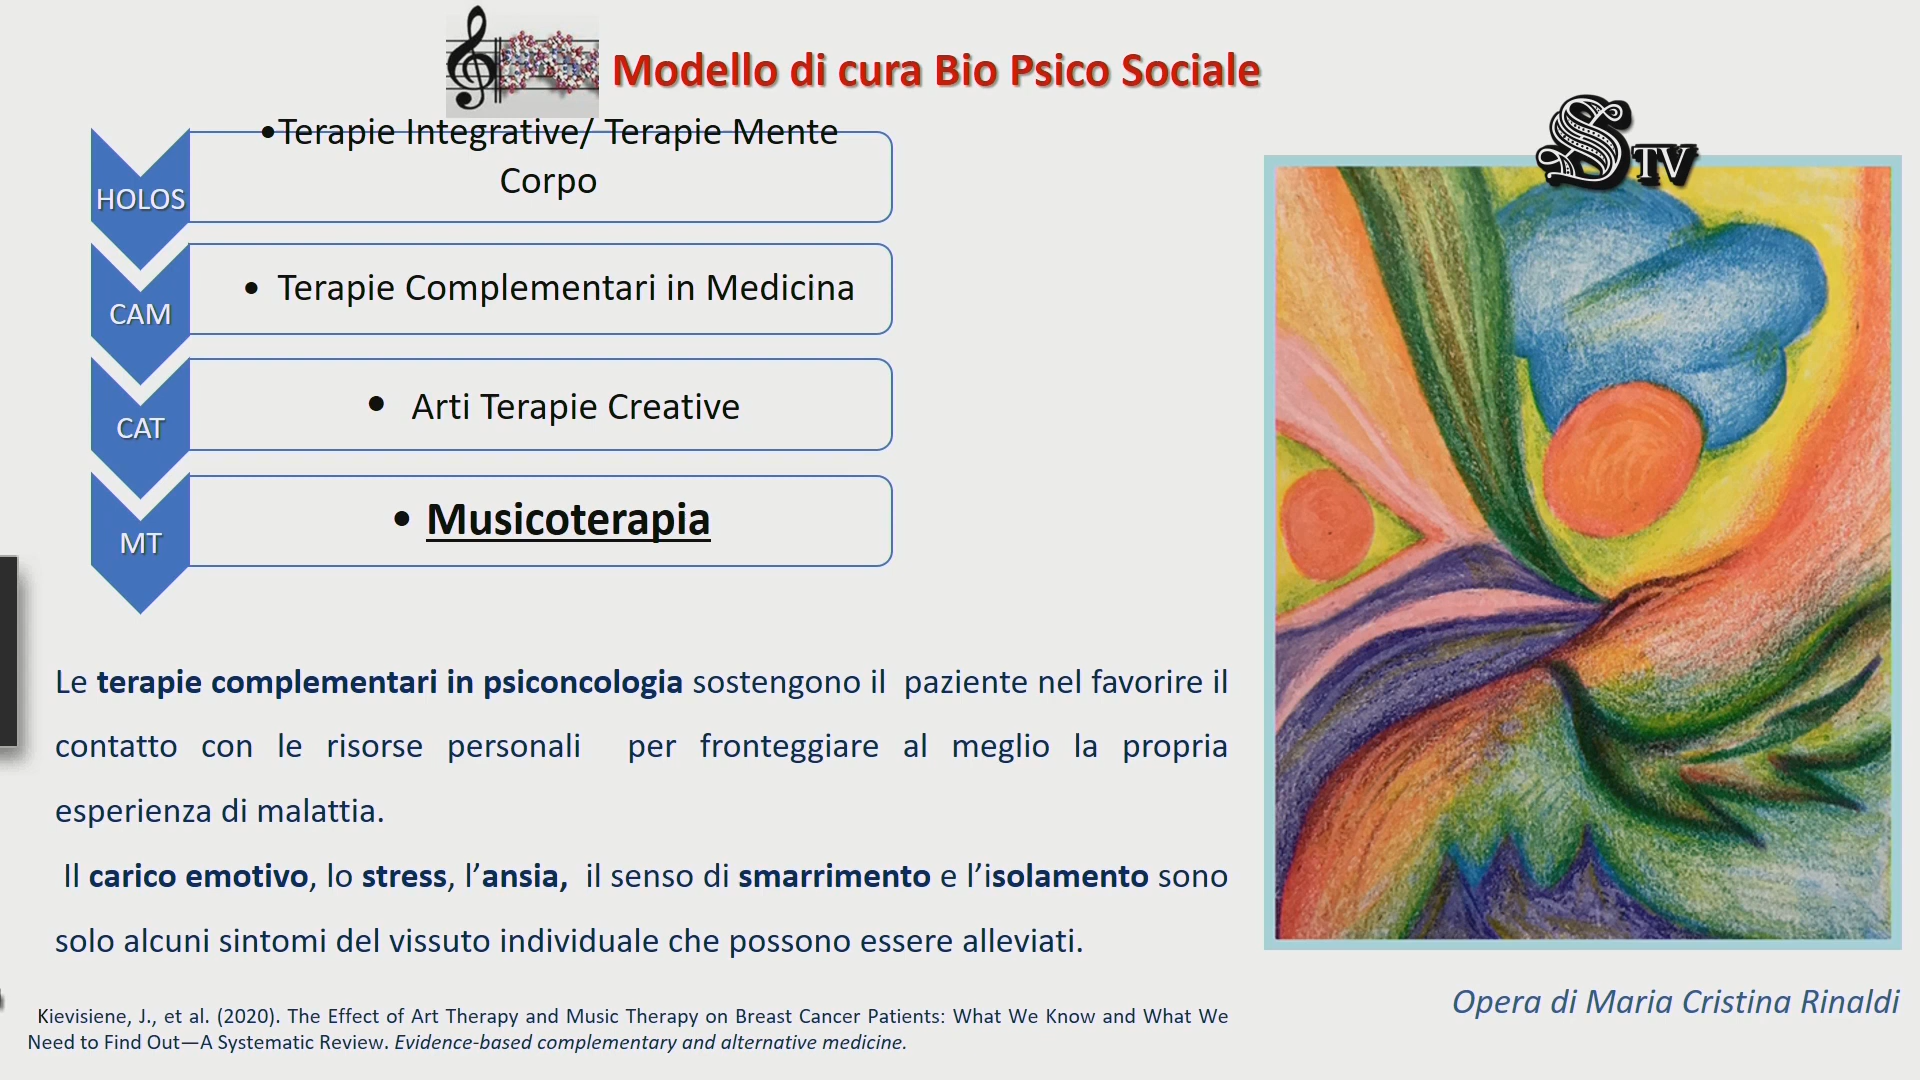 Modello di cura Bio Psico Sociale
•Terapie Integrative/ Terapie Mente
Corpo
HOLOS
• Terapie Complementari in Medicina
CAM
• Arti Terapie Creative
CAT
• Musicoterapia
MT
S TV
Le terapie complementari in psiconcologia sostengono il paziente nel favorire il
contatto con le risorse personali per fronteggiare al meglio la propria
esperienza di malattia.
Il carico emotivo, lo stress, l’ansia, il senso di smarrimento e l’isolamento sono
solo alcuni sintomi del vissuto individuale che possono essere alleviati.
Opera di Maria Cristina Rinaldi
Kievisiene, J., et al. (2020). The Effect of Art Therapy and Music Therapy on Breast Cancer Patients: What We Know and What We
Need to Find Out—A Systematic Review. Evidence-based complementary and alternative medicine.